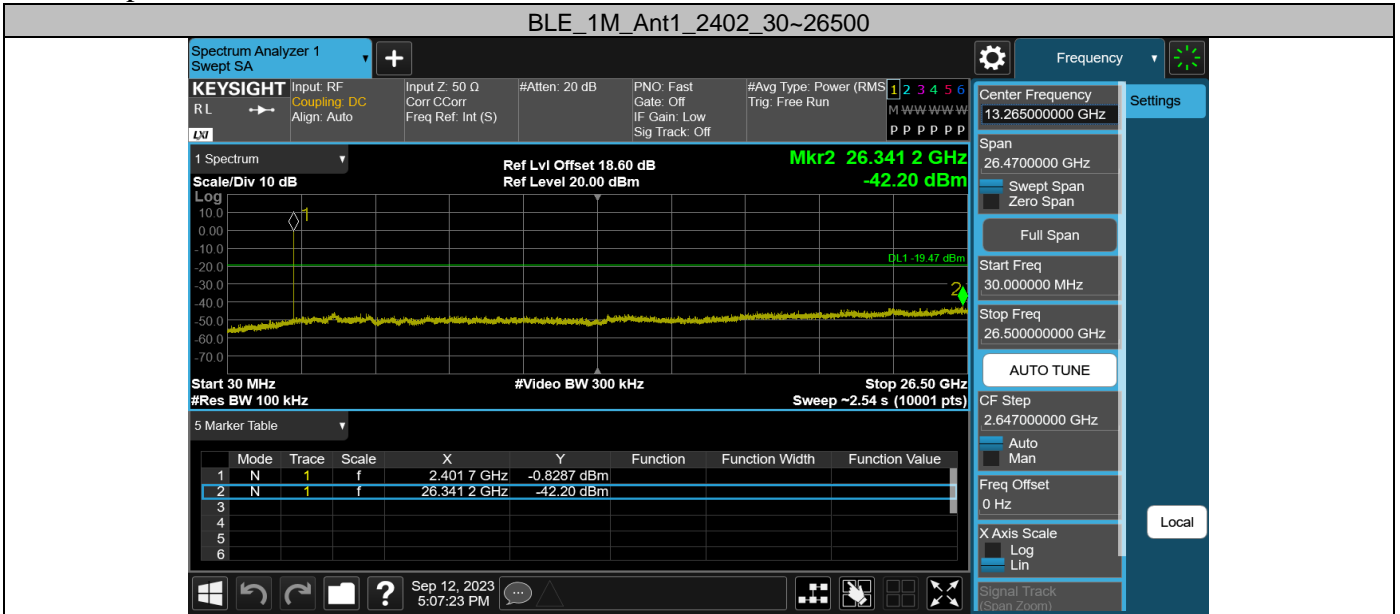 BLE_1M_Ant1_2402_30~26500
Spectrum Analyzer 1
Swept SA
+
Frequency
KEYSIGHT
RL
LXI
Input: RF
Coupling: DC
Align: Auto
Input Z: 50 Ω
Corr CCorr
Freq Ref: Int (S)
#Atten: 20 dB
PNO: Fast
Gate: Off
IF Gain: Low
Sig Track: Off
#Avg Type: Power (RMS
Trig: Free Run
1 2 3 4 5 6
M W W W W W
P P P P P P
1 Spectrum
Scale/Div 10 dB
Ref Lvl Offset 18.60 dB
Ref Level 20.00 dBm
Mkr2 26.341 2 GHz
-42.20 dBm
Log
10.0
0.00
-10.0
-20.0
-30.0
-40.0
-50.0
-60.0
-70.0
1
DL1 -19.47 dBm
2
Start 30 MHz
#Video BW 300 kHz
Stop 26.50 GHz
#Res BW 100 kHz
Sweep ~2.54 s (10001 pts)
5 Marker Table
Mode Trace Scale X Y Function Function Width Function Value
1 N 1 f 2.401 7 GHz -0.8287 dBm
2 N 1 f 26.341 2 GHz -42.20 dBm
3
4
5
6
?
Sep 12, 2023
5:07:23 PM
Center Frequency
13.265000000 GHz
Settings
Span
26.4700000 GHz
Swept Span
Zero Span
Full Span
Start Freq
30.000000 MHz
Stop Freq
26.500000000 GHz
AUTO TUNE
CF Step
2.647000000 GHz
Auto
Man
Freq Offset
0 Hz
Local
X Axis Scale
Log
Lin
Signal Track
(Span Zoom)